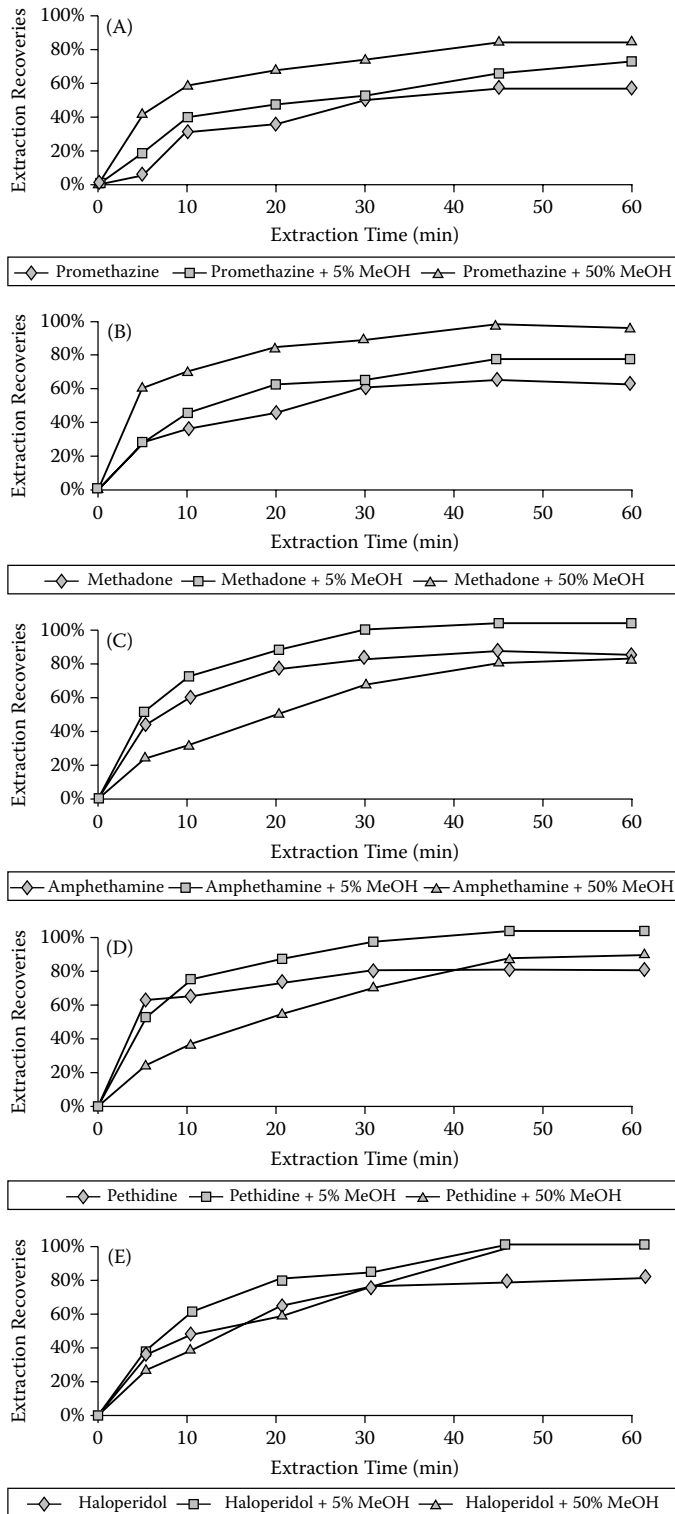 (A)
Extraction Recoveries
100%
80%
60%
40%
20%
0%
0 10 20 30 40 50 60
Extraction Time (min)
Promethazine Promethazine + 5% MeOH Promethazine + 50% MeOH
(B)
Extraction Recoveries
100%
80%
60%
40%
20%
0%
0 10 20 30 40 50 60
Extraction Time (min)
Methadone Methadone + 5% MeOH Methadone + 50% MeOH
(C)
Extraction Recoveries
100%
80%
60%
40%
20%
0%
0 10 20 30 40 50 60
Extraction Time (min)
Amphethamine Amphethamine + 5% MeOH Amphethamine + 50% MeOH
(D)
Extraction Recoveries
100%
80%
60%
40%
20%
0%
0 10 20 30 40 50 60
Extraction Time (min)
Pethidine Pethidine + 5% MeOH Pethidine + 50% MeOH
(E)
Extraction Recoveries
100%
80%
60%
40%
20%
0%
0 10 20 30 40 50 60
Extraction Time (min)
Haloperidol Haloperidol + 5% MeOH Haloperidol + 50% MeOH